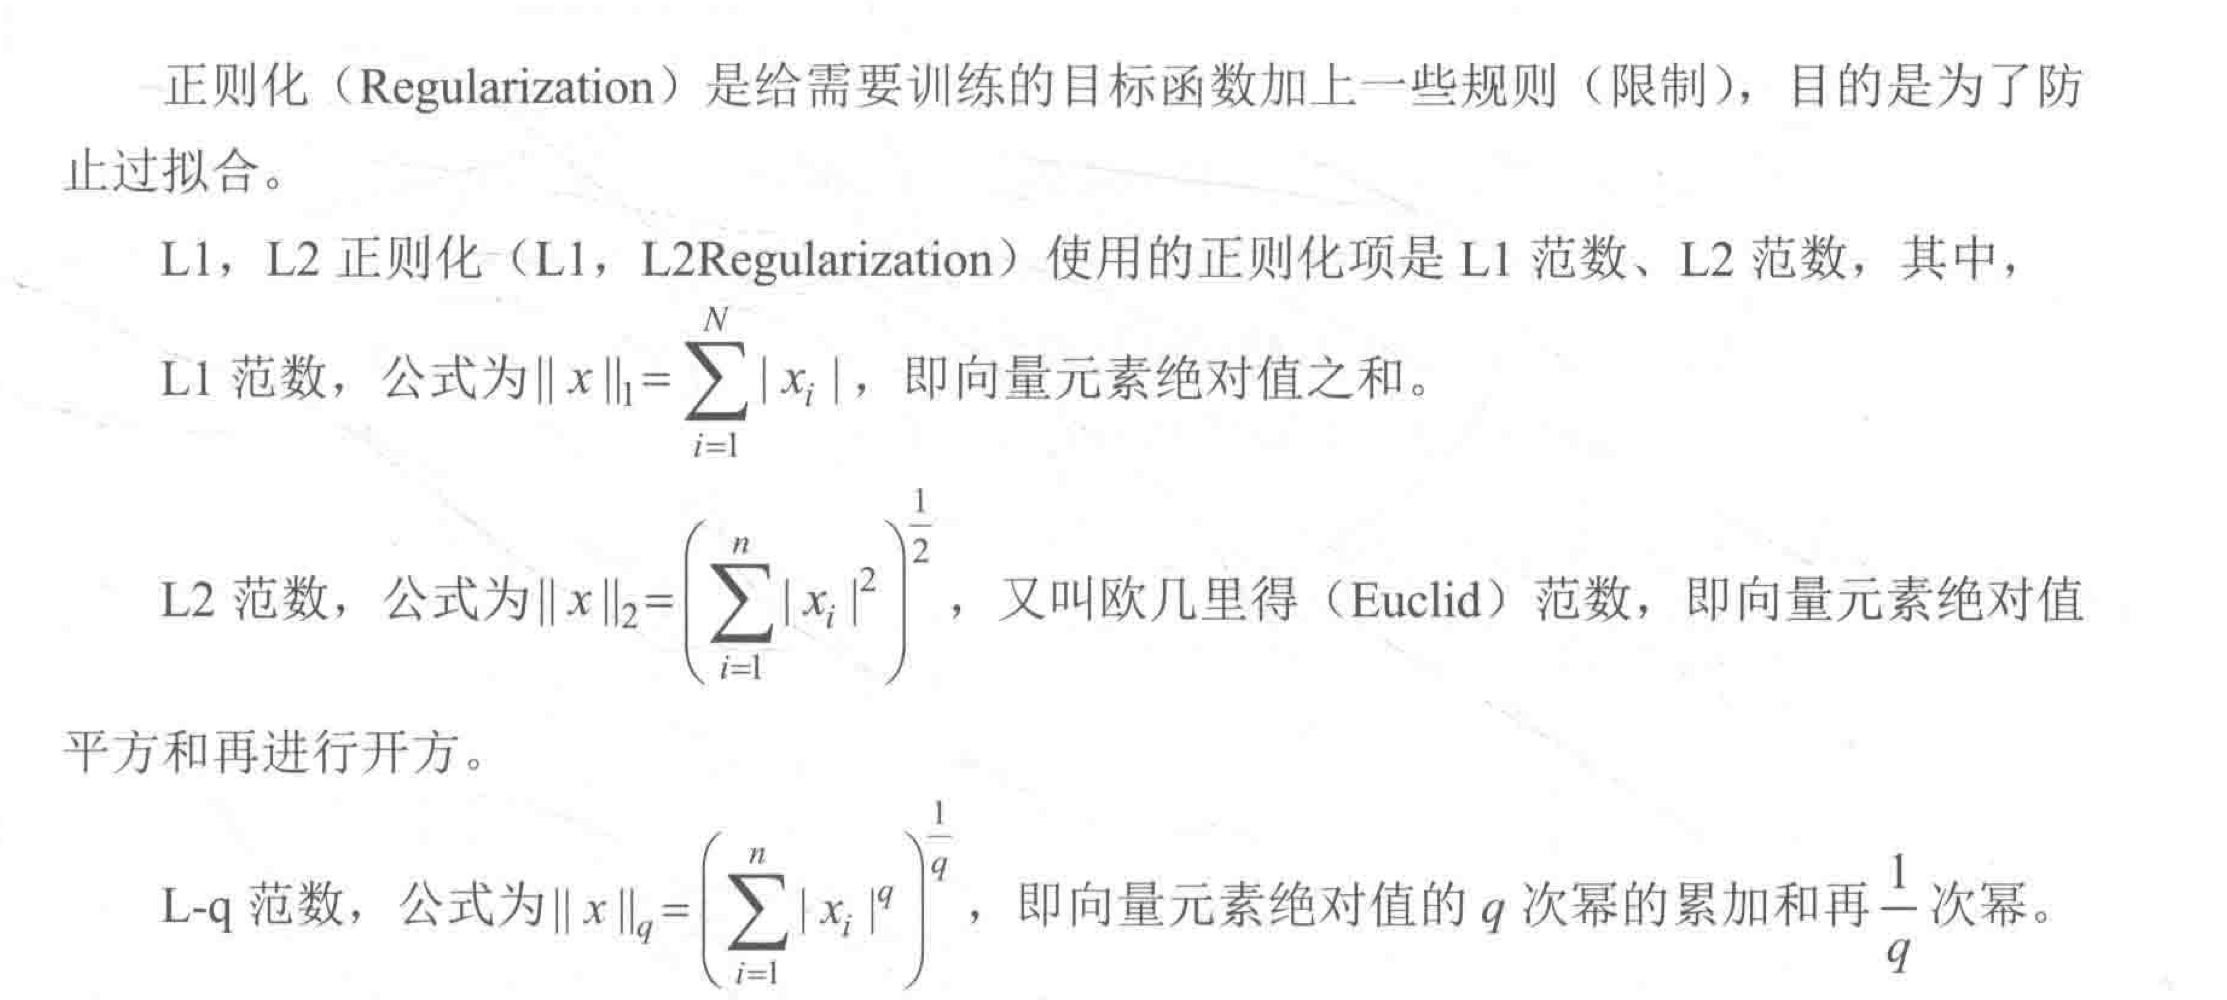 正则化（Regularization）是给需要训练的目标函数加上一些规则（限制），目的是为了防
止过拟合。
L1，L2 正则化（L1，L2Regularization）使用的正则化项是 L1 范数、L2 范数，其中，
L1 范数，公式为$\| x \|_1 = \sum_{i=1}^{N} | x_i |$，即向量元素绝对值之和。
L2 范数，公式为$\| x \|_2 = \left( \sum_{i=1}^{n} | x_i |^2 \right)^{\frac{1}{2}}$，又叫欧几里得（Euclid）范数，即向量元素绝对值
平方和再进行开方。
L-q 范数，公式为$\| x \|_q = \left( \sum_{i=1}^{n} | x_i |^q \right)^{\frac{1}{q}}$，即向量元素绝对值的 $q$ 次幂的累加和再$\frac{1}{q}$次幂。